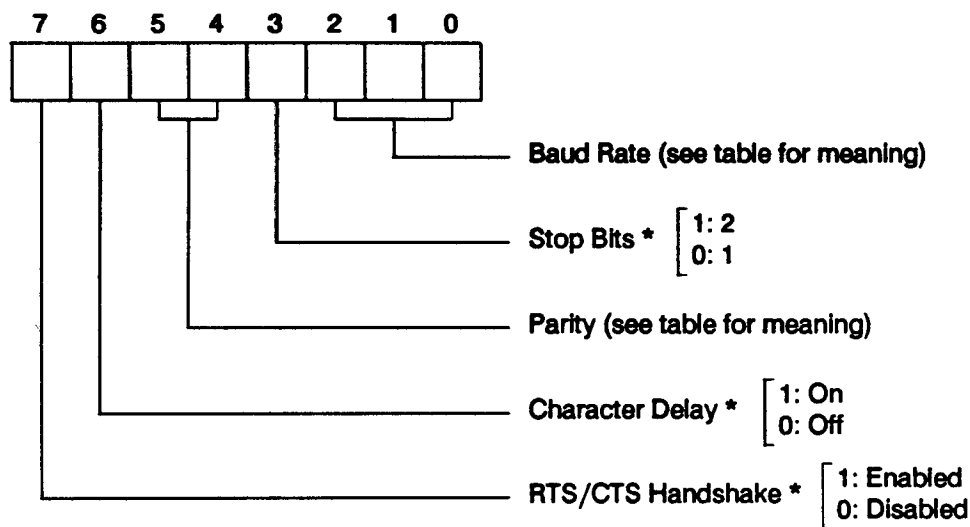 7 6 5 4 3 2 1 0
Baud Rate (see table for meaning)
Stop Bits * 1: 2
0: 1
Parity (see table for meaning)
Character Delay * 1: On
0: Off
RTS/CTS Handshake * 1: Enabled
0: Disabled